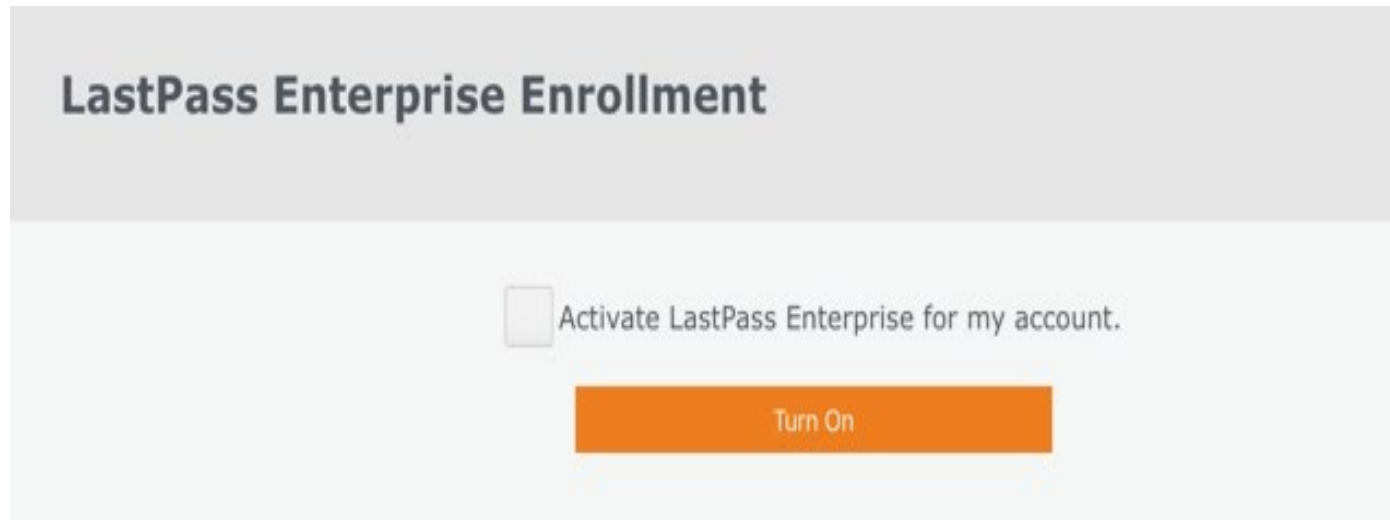 LastPass Enterprise Enrollment
Activate LastPass Enterprise for my account.
Turn On